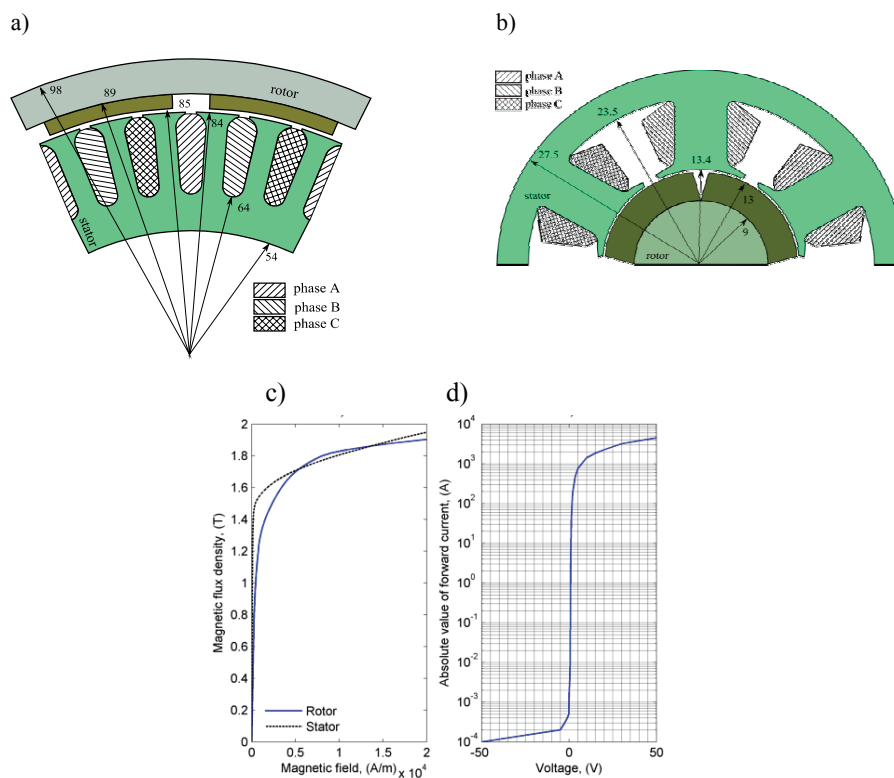 a)
98
89
85
84
rotor
64
54
stator
phase A
phase B
phase C
b)
phase A
phase B
phase C
23.5
27.5
13.4
stator
13
9
rotor
c)
2
1.8
1.6
1.4
1.2
1
0.8
0.6
0.4
0.2
0
Magnetic flux density, (T)
Rotor
Stator
0 0.5 1 1.5 2
Magnetic field, (A/m) x 10^4
d)
10^4
10^3
10^2
10^1
10^0
10^-1
10^-2
10^-3
10^-4
Absolute value of forward current, (A)
-50 0 50
Voltage, (V)